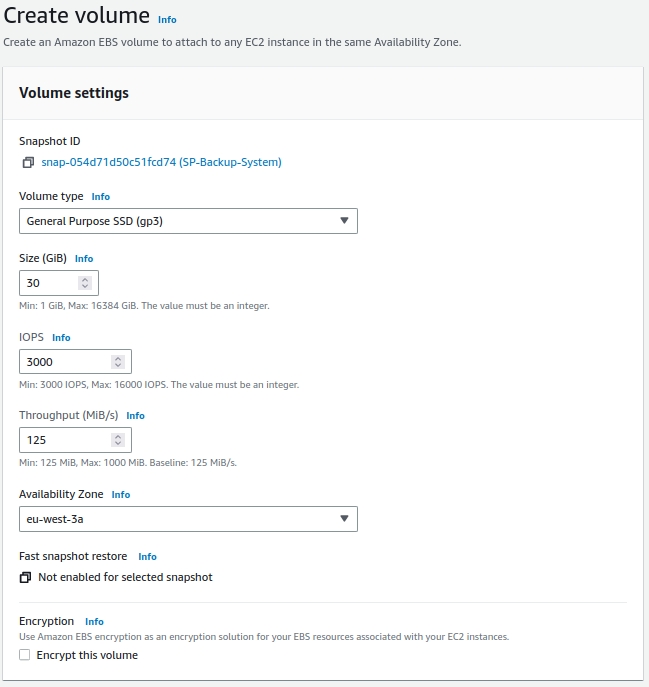 Create volume Info
Create an Amazon EBS volume to attach to any EC2 instance in the same Availability Zone.
Volume settings
Snapshot ID
snap-054d71d50c51fcd74 (SP-Backup-System)
Volume type Info
General Purpose SSD (gp3)
Size (GiB) Info
30
Min: 1 GiB, Max: 16384 GiB. The value must be an integer.
IOPS Info
3000
Min: 3000 IOPS, Max: 16000 IOPS. The value must be an integer.
Throughput (MiB/s) Info
125
Min: 125 MiB, Max: 1000 MiB. Baseline: 125 MiB/s.
Availability Zone Info
eu-west-3a
Fast snapshot restore Info
Not enabled for selected snapshot
Encryption Info
Use Amazon EBS encryption as an encryption solution for your EBS resources associated with your EC2 instances.
Encrypt this volume